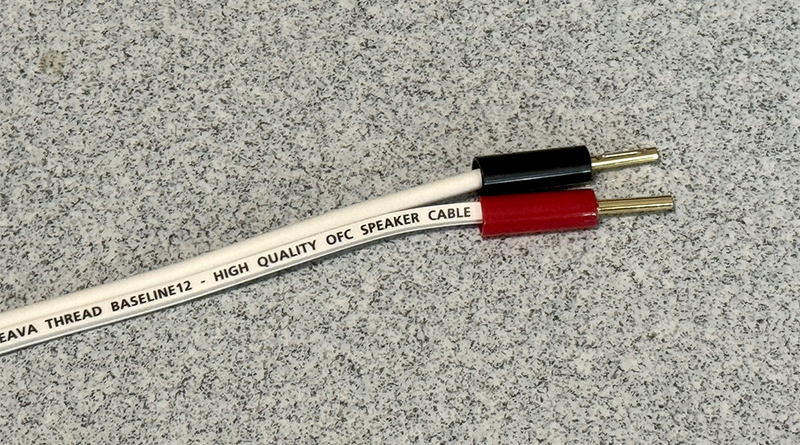 EAVA THREAD BASELINE12 - HIGH QUALITY OFC SPEAKER CABLE